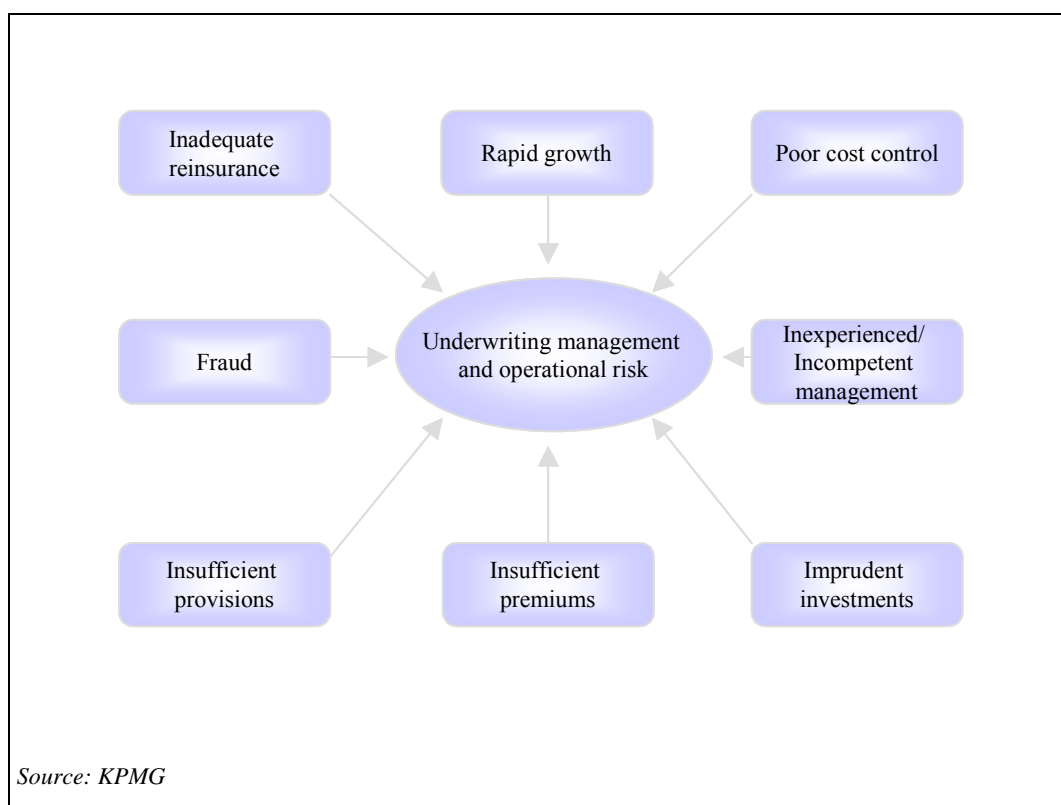 Inadequate
reinsurance
Rapid growth
Poor cost control
Fraud
Underwriting management
and operational risk
Inexperienced/
Incompetent
management
Insufficient
provisions
Insufficient
premiums
Imprudent
investments
Source: KPMG